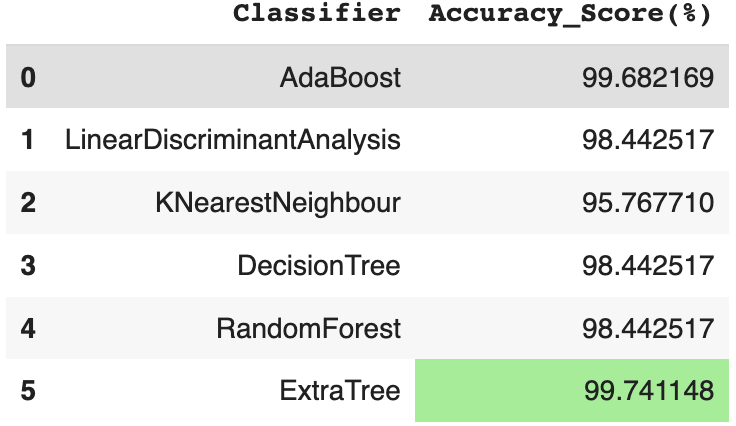 Classifier Accuracy_Score(%)
0 AdaBoost 99.682169
1 LinearDiscriminantAnalysis 98.442517
2 KNearestNeighbour 95.767710
3 DecisionTree 98.442517
4 RandomForest 98.442517
5 ExtraTree 99.741148